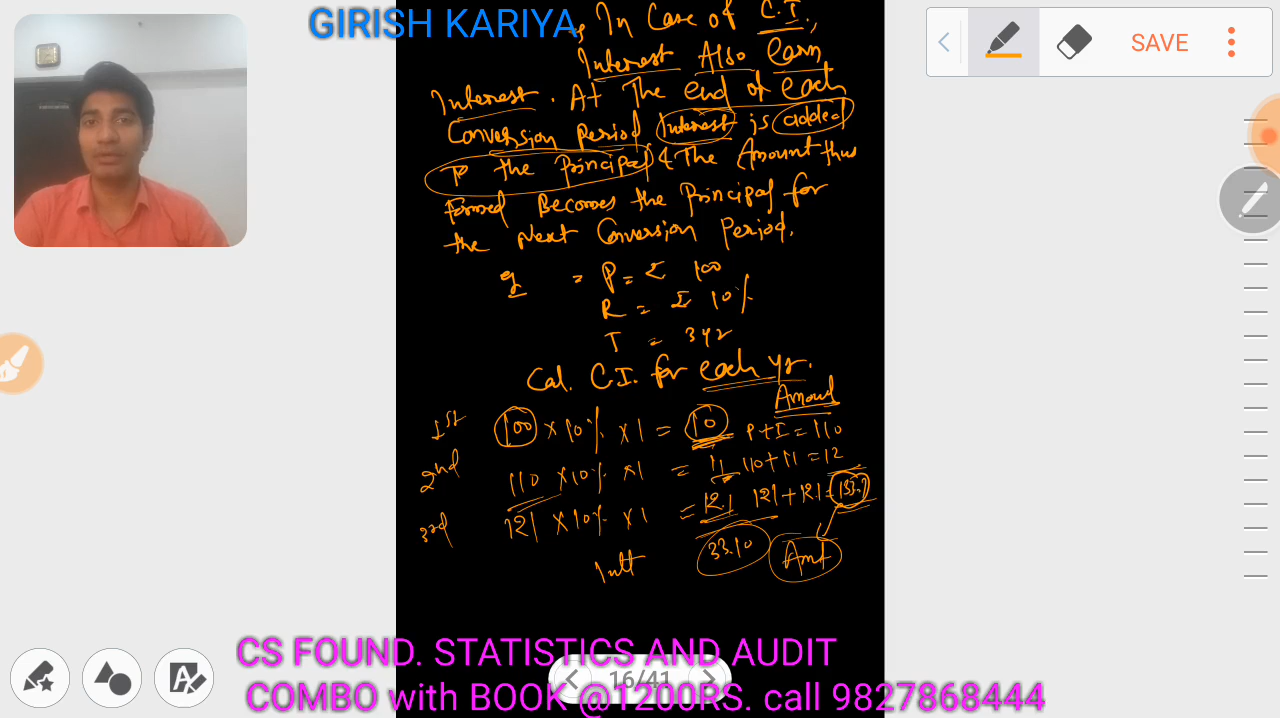 GIRISH KARIYA
, In Case of C.I.,
Interest Also Earn
Interest. At The end of each
Conversion Period Interest is added
to the Principal & The Amount thus
formed Becomes the Principal for
the Next Conversion Period.
SAVE
= P =  100
R =  10%
T = 3 yr
Cal. C.I. for each yr.
Amount
1st 100 x 10% x 1 = 10 P+I = 110
2nd 110 x 10% x 1 = 11 110+11 = 12
3rd 121 x 10% x 1 = 12.1 121+12.1 = 133.1
33.10 Amt
CS FOUND. STATISTICS AND AUDIT
16/41
COMBO with BOOK @1200RS. call 9827868444